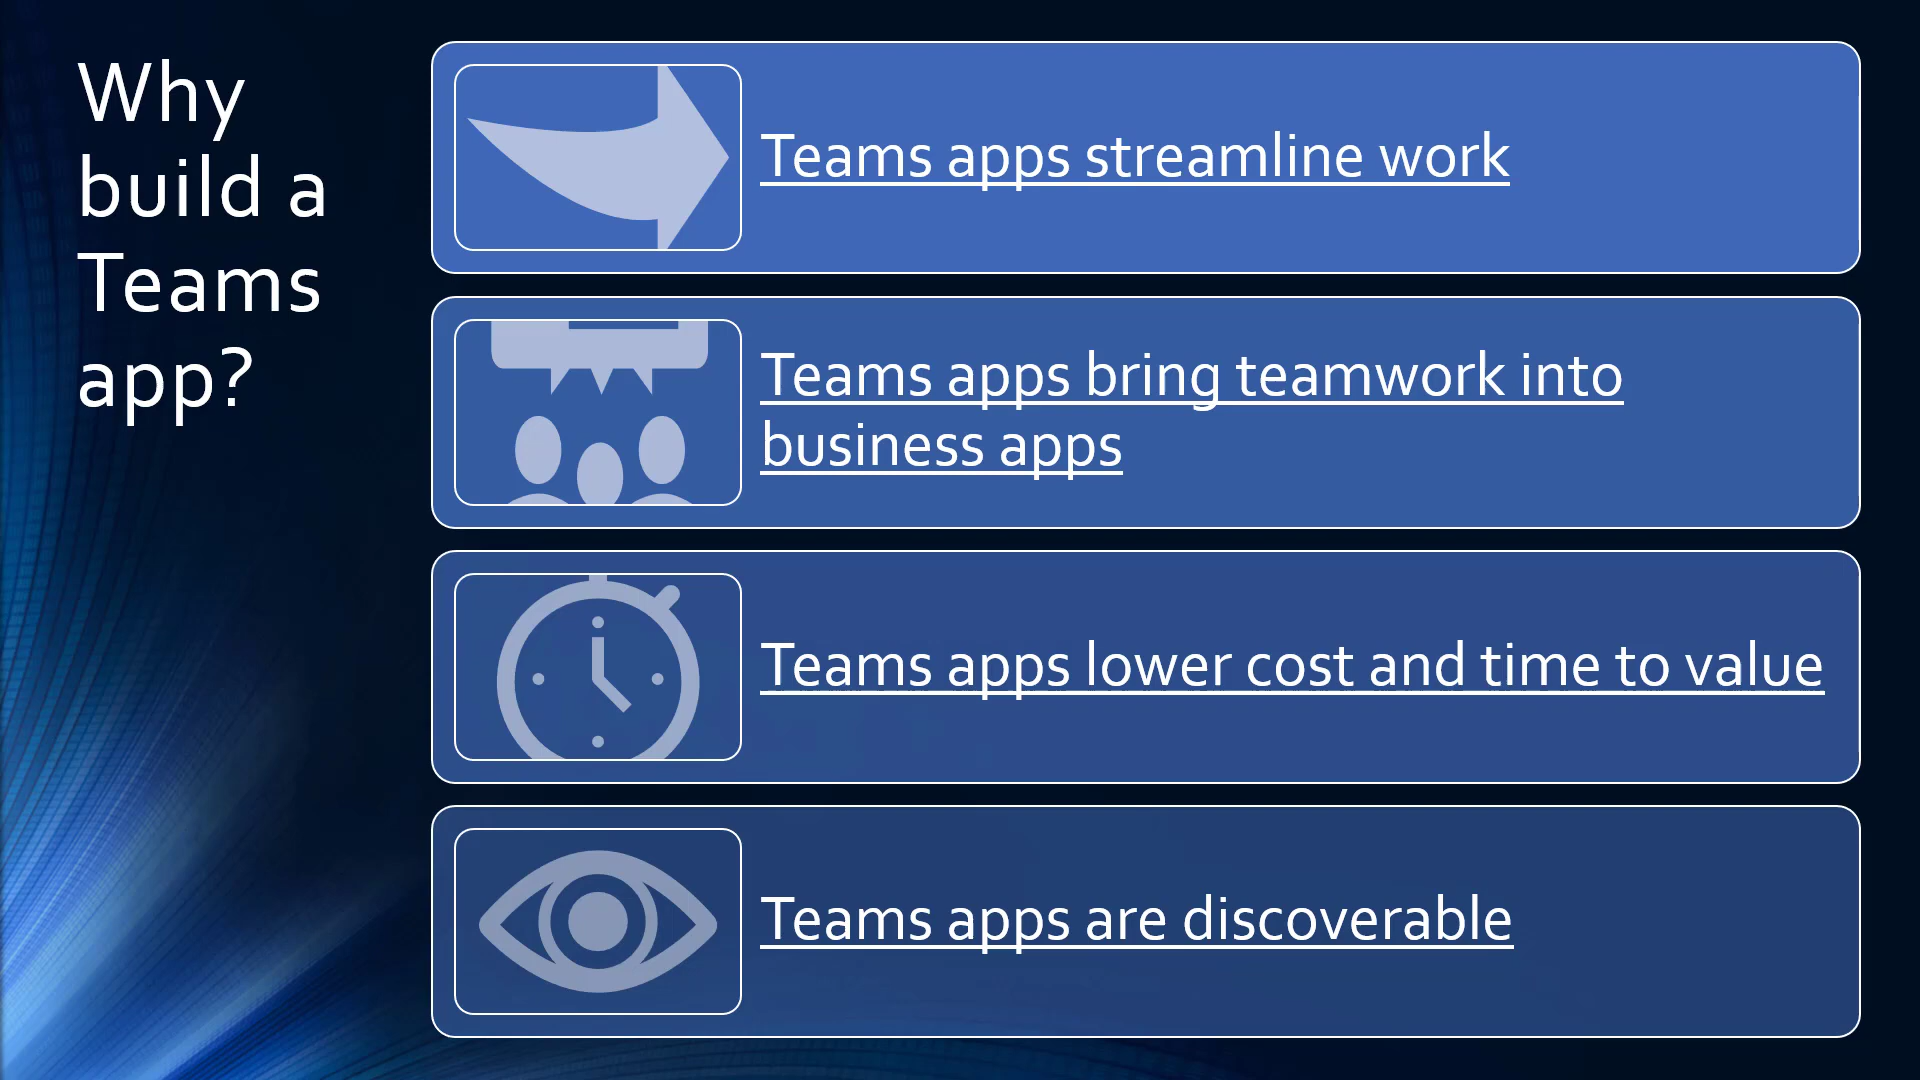 Why
build a
Teams
app?
Teams apps streamline work
Teams apps bring teamwork into
business apps
Teams apps lower cost and time to value
Teams apps are discoverable